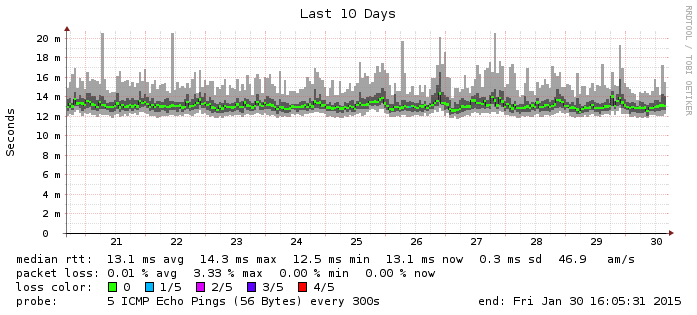 Last 10 Days
RRDTOOL / TOBI OETIKER
Seconds
20 m
18 m
16 m
14 m
12 m
10 m
8 m
6 m
4 m
2 m
0
21 22 23 24 25 26 27 28 29 30
median rtt: 13.1 ms avg 14.3 ms max 12.5 ms min 13.1 ms now 0.3 ms sd 46.9 am/s
packet loss: 0.01 % avg 3.33 % max 0.00 % min 0.00 % now
loss color: 0 1/5 2/5 3/5 4/5
probe: 5 ICMP Echo Pings (56 Bytes) every 300s end: Fri Jan 30 16:05:31 2015